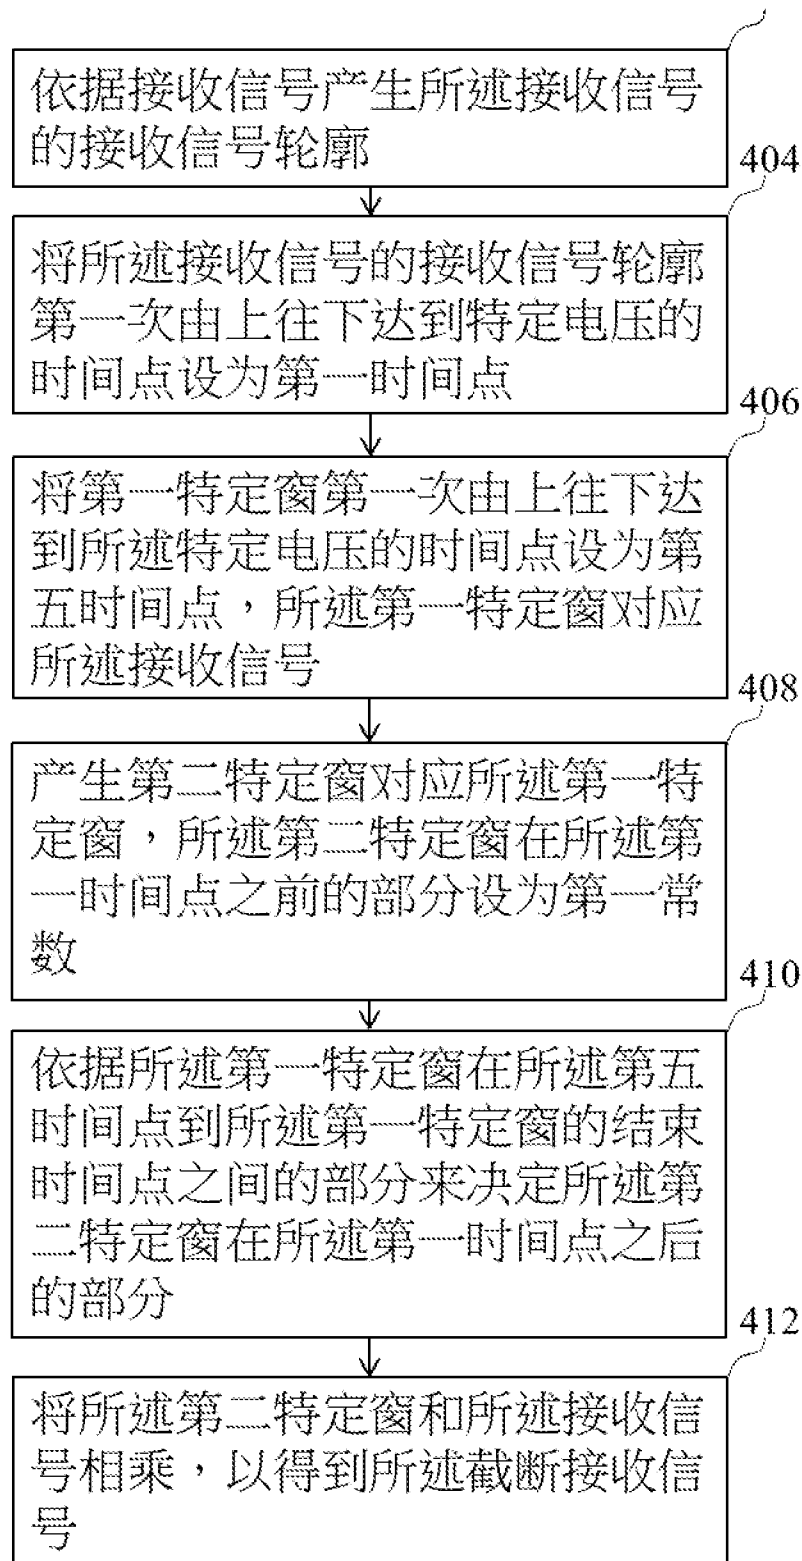 依据接收信号产生所述接收信号
的接收信号轮廓
404
将所述接收信号的接收信号轮廓
第一次由上往下达到特定电压的
时间点设为第一时间点
406
将第一特定窗第一次由上往下达
到所述特定电压的时间点设为第
五时间点，所述第一特定窗对应
所述接收信号
408
产生第二特定窗对应所述第一特
定窗，所述第二特定窗在所述第
一时间点之前的部分设为第一常
数
410
依据所述第一特定窗在所述第五
时间点到所述第一特定窗的结束
时间点之间的部分来决定所述第
二特定窗在所述第一时间点之后
的部分
412
将所述第二特定窗和所述接收信
号相乘，以得到所述截断接收信
号